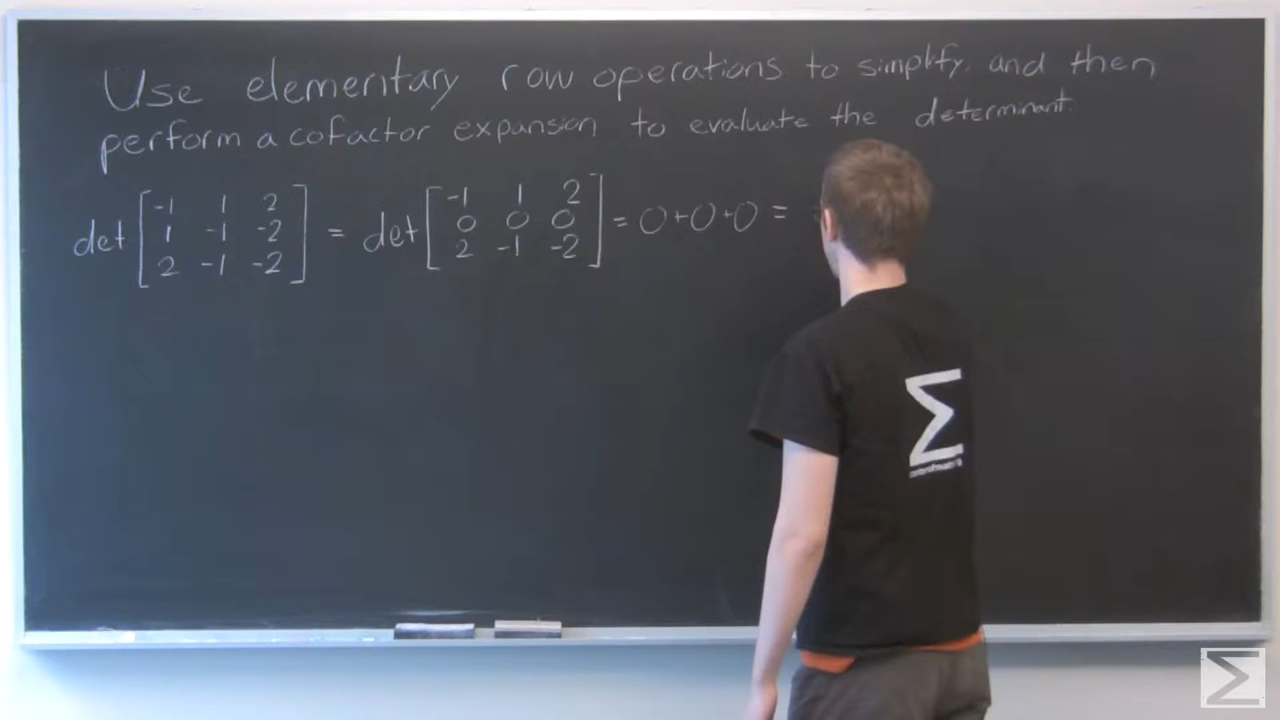 Use elementary row operations to simplify, and then
perform a cofactor expansion to evaluate the determinant.
det [ -1 1 2 ; 1 -1 -2 ; 2 -1 -2 ] = det [ -1 1 2 ; 0 0 0 ; 2 -1 -2 ] = 0+0+0 =
Σ
Σ